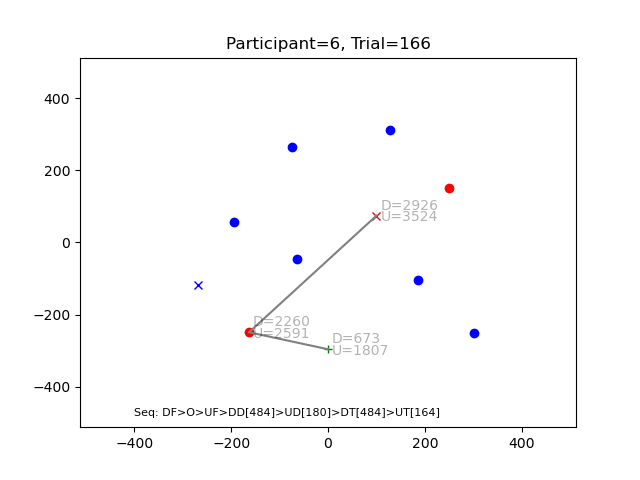 Participant=6, Trial=166
400
200
0
−200
−400
D=2926
U=3524
D=2260
U=2591
D=673
U=1807
Seq: DF>O>UF>DD[484]>UD[180]>DT[484]>UT[164]
−400
−200
0
200
400